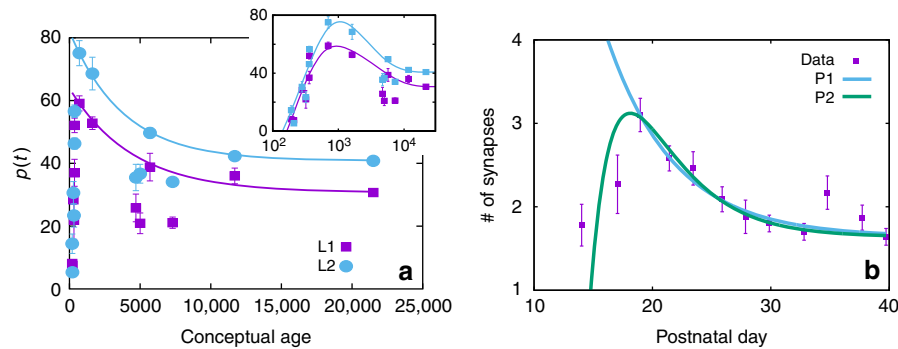 80
60
40
20
0
p(t)
0
5000
10,000
15,000
20,000
25,000
Conceptual age
L1
L2
a
80
40
0
10²
10³
10⁴
4
3
2
1
# of synapses
10
20
30
40
Postnatal day
Data
P1
P2
b